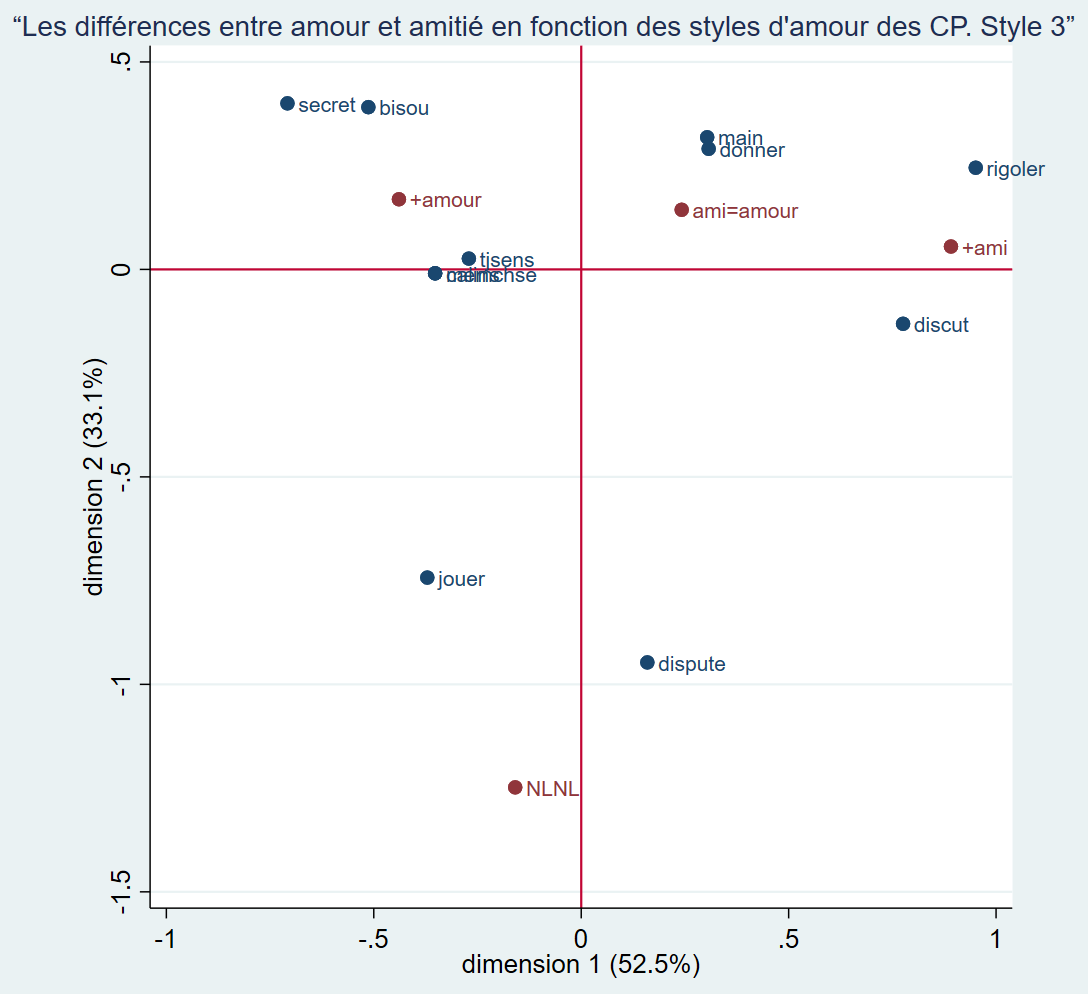 “Les différences entre amour et amitié en fonction des styles d'amour des CP. Style 3”
.5
secret
bisou
main
donner
rigoler
+amour
ami=amour
+ami
tjsens
0
discut
dimension 2 (33.1%)
-.5
jouer
dispute
-1
NLNL
-1.5
-1
-.5
0
.5
1
dimension 1 (52.5%)